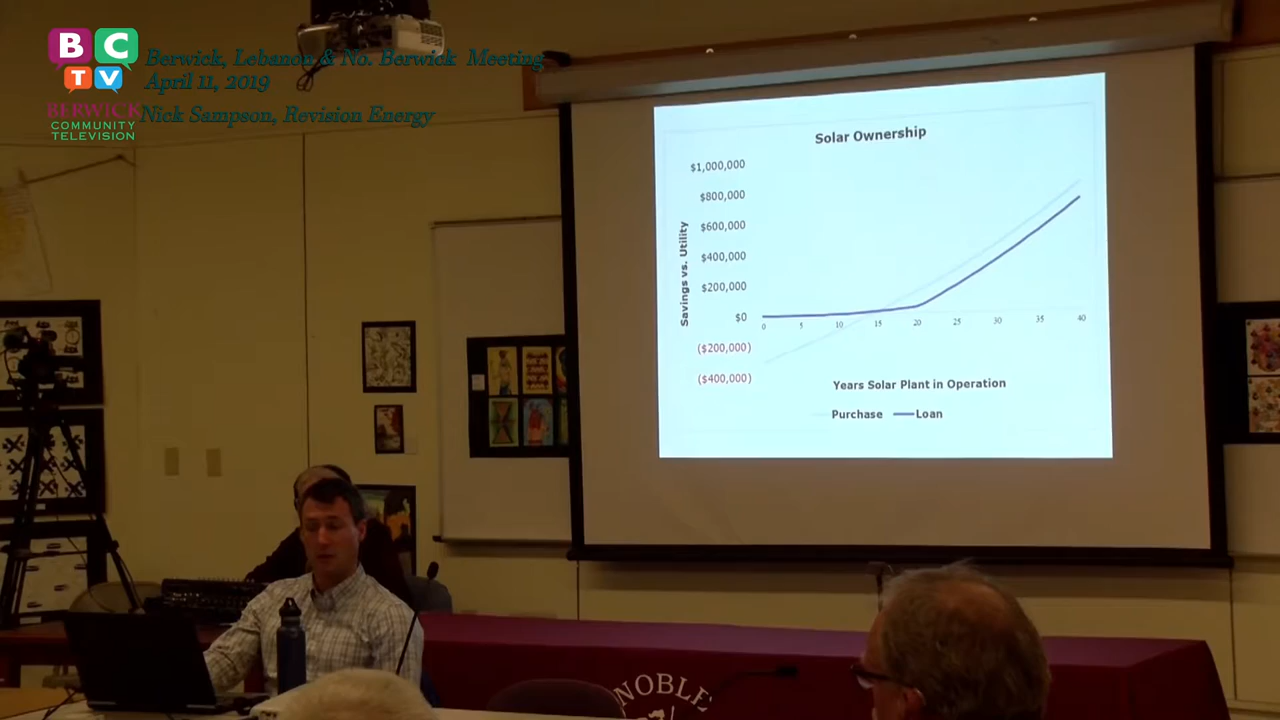 B C
TV
BERWICK
COMMUNITY
TELEVISION
Berwick, Lebanon & No. Berwick Meeting
April 11, 2019
Nick Sampson, Revision Energy
Solar Ownership
Savings vs. Utility
$1,000,000
$800,000
$600,000
$400,000
$200,000
$0
($200,000)
($400,000)
0 5 10 15 20 25 30 35 40
Years Solar Plant in Operation
Purchase Loan
NOBLE